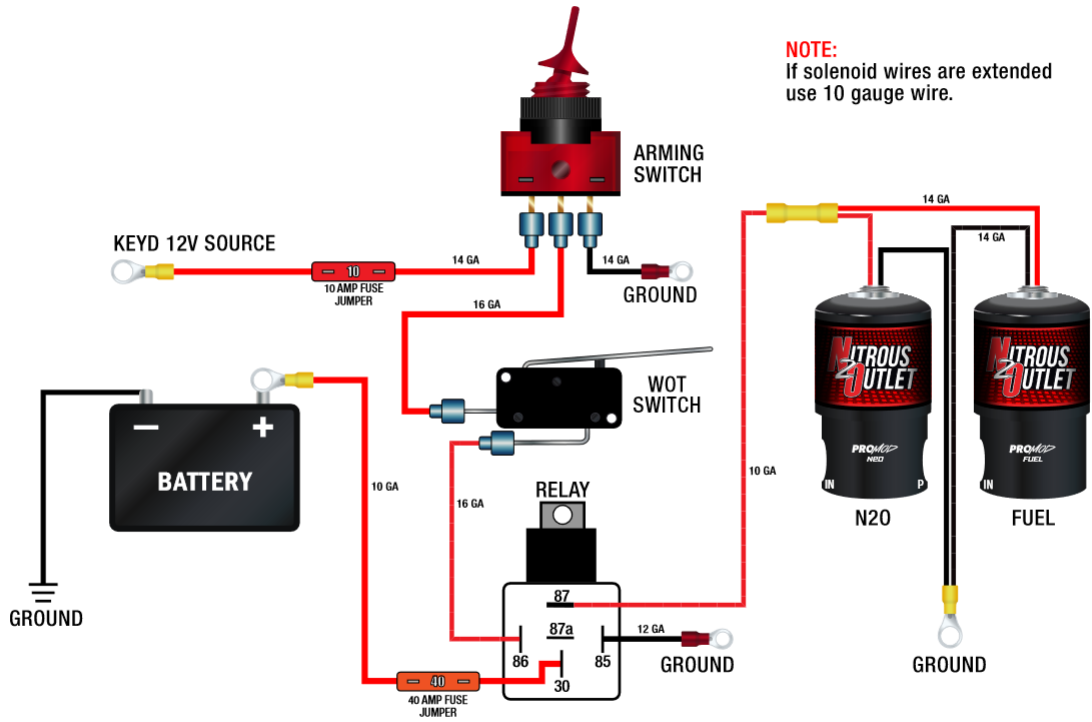 NOTE:
If solenoid wires are extended
use 10 gauge wire.
ARMING
SWITCH
14 GA
14 GA
KEYD 12V SOURCE
10
14 GA
14 GA
10 AMP FUSE
JUMPER
GROUND
16 GA
NITROUS
2
OUTLET
NITROUS
2
OUTLET
WOT
SWITCH
- +
BATTERY
PROMOD
N2O
PROMOD
FUEL
10 GA
16 GA
10 GA
IN P
IN
RELAY
N2O
FUEL
87
87a
86
85
30
12 GA
GROUND
GROUND
GROUND
40
40 AMP FUSE
JUMPER